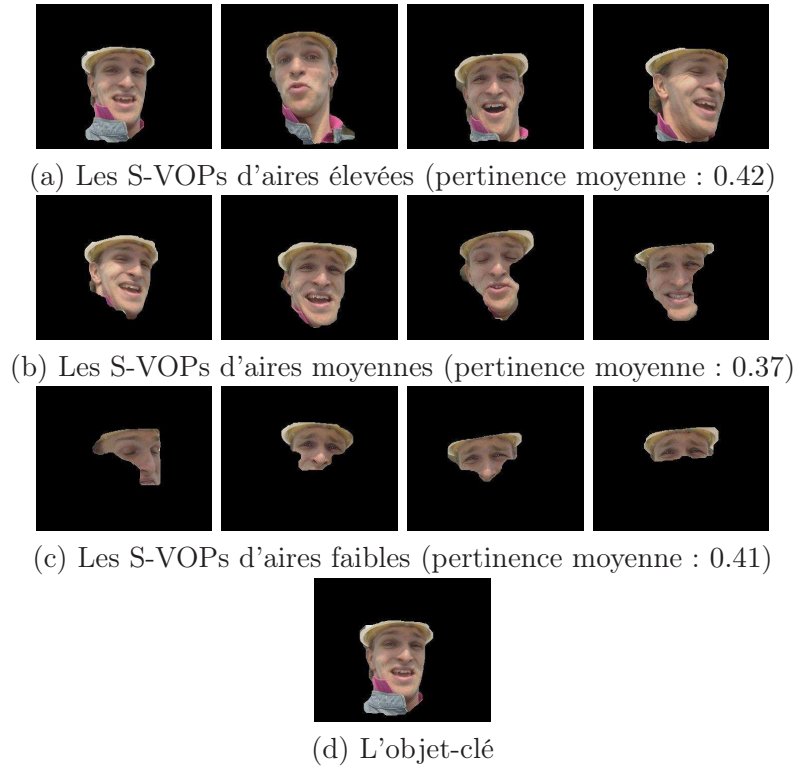 (a) Les S-VOPs d'aires élevées (pertinence moyenne : 0.42)
(b) Les S-VOPs d'aires moyennes (pertinence moyenne : 0.37)
(c) Les S-VOPs d'aires faibles (pertinence moyenne : 0.41)
(d) L'objet-clé